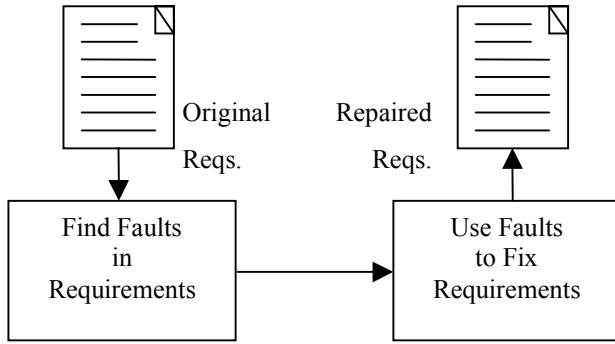 Original
Reqs.
Repaired
Reqs.
Find Faults
in
Requirements
Use Faults
to Fix
Requirements